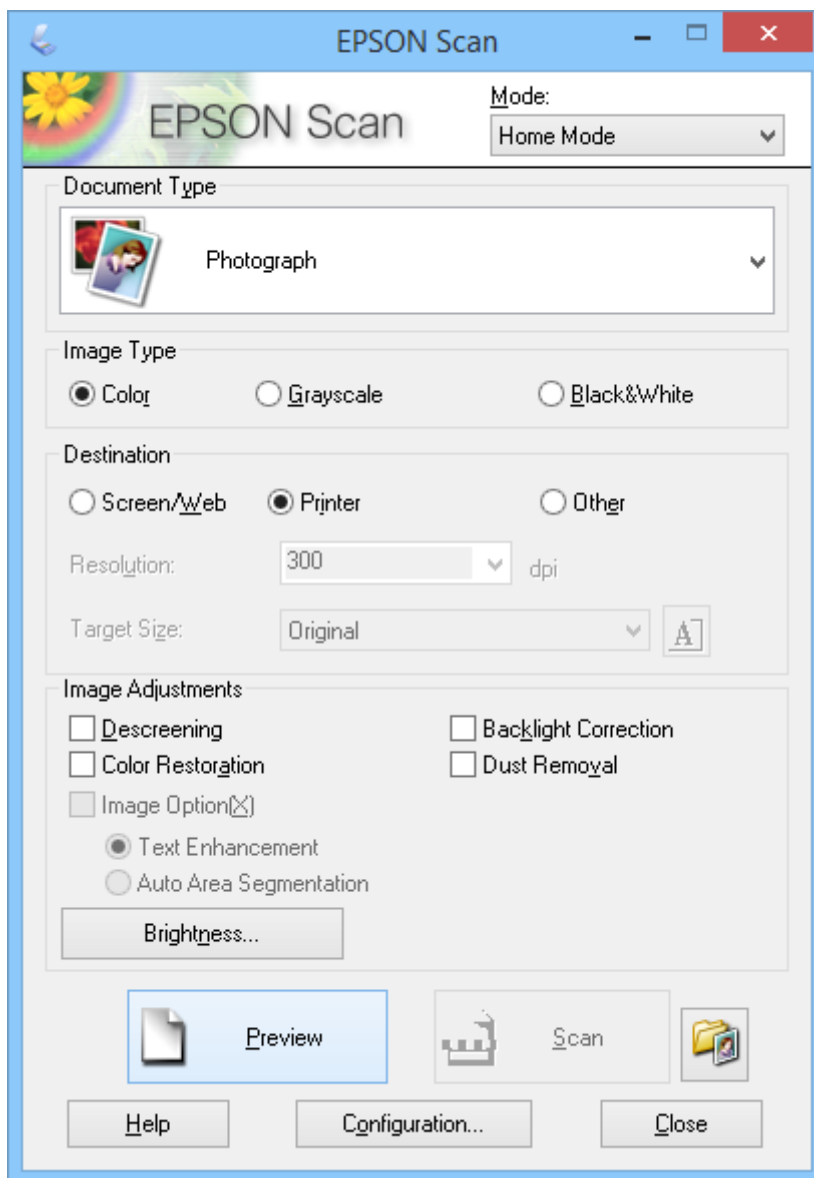 EPSON Scan
EPSON Scan
Mode:
Home Mode
Document Type
Photograph
Image Type
Color Grayscale Black&White
Destination
Screen/Web Printer Other
Resolution: 300 dpi
Target Size: Original A
Image Adjustments
Descreening Backlight Correction
Color Restoration Dust Removal
Image Option(X)
Text Enhancement
Auto Area Segmentation
Brightness...
Preview Scan
Help Configuration... Close